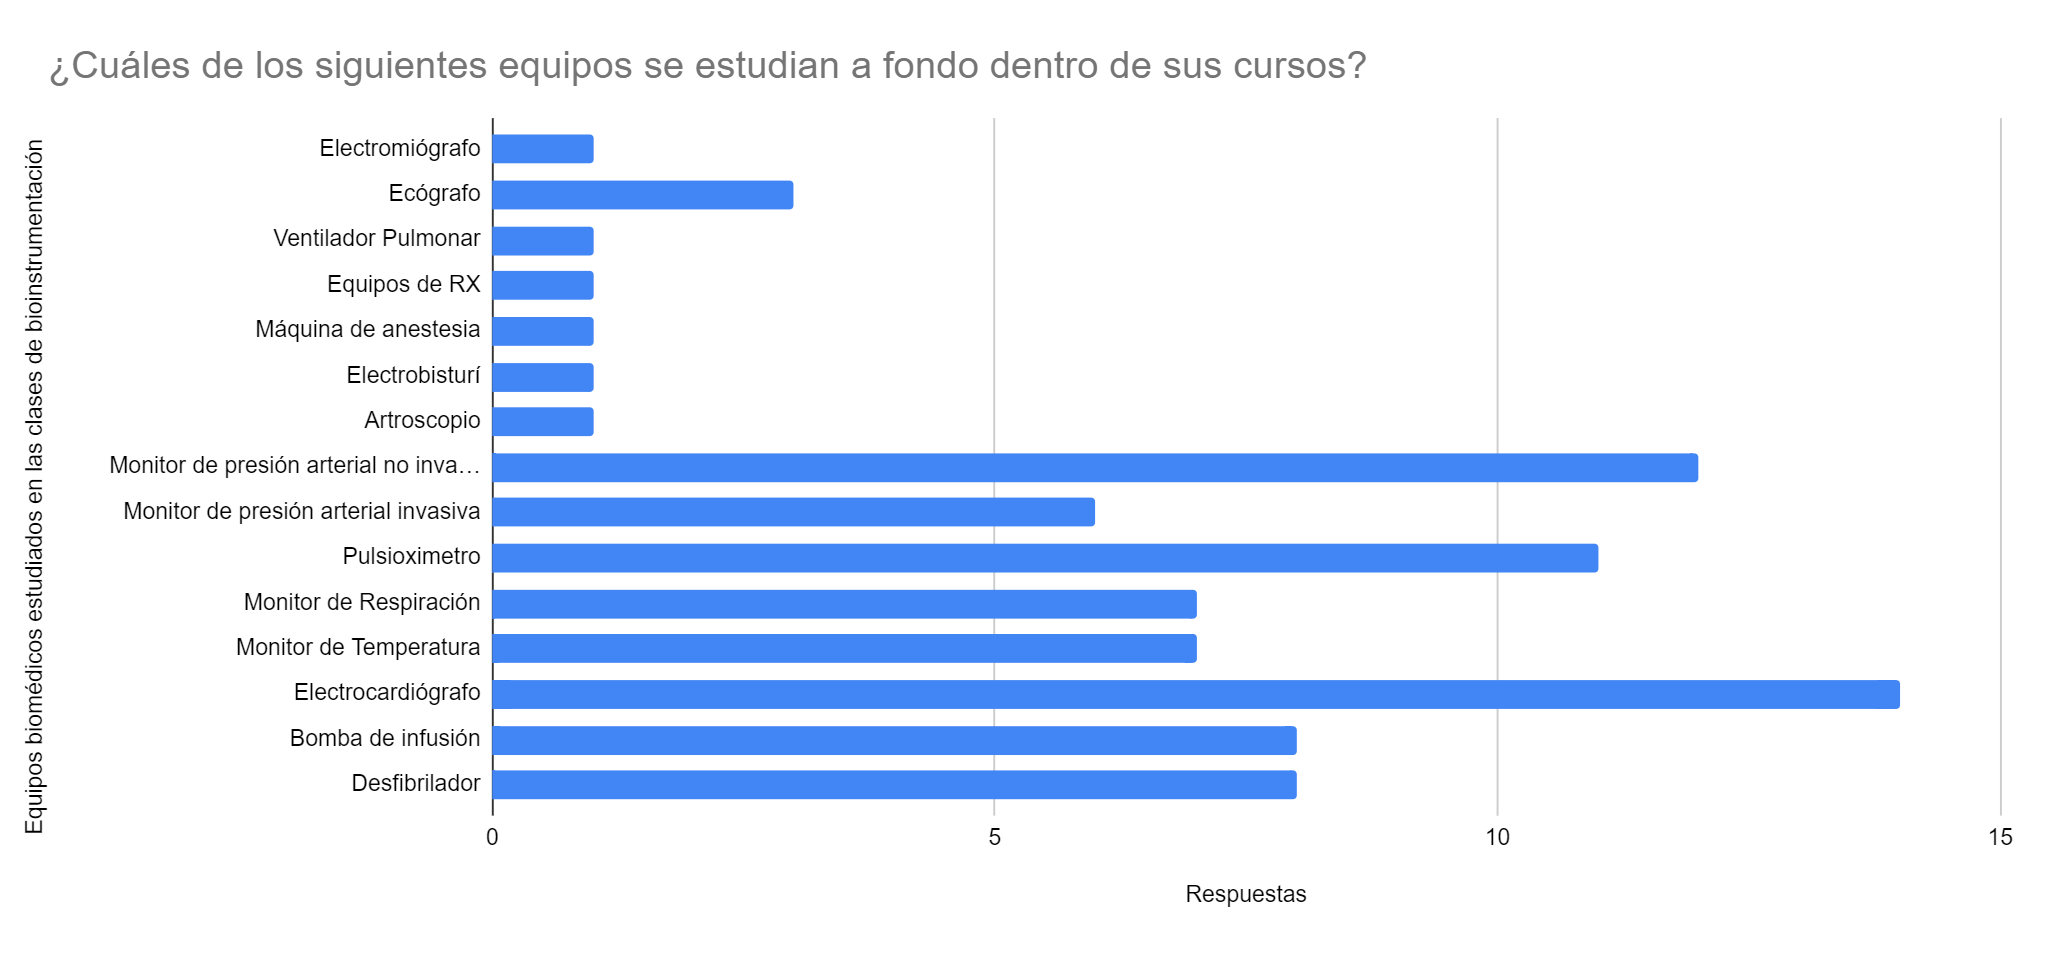 ¿Cuáles de los siguientes equipos se estudian a fondo dentro de sus cursos?
Equipos biomédicos estudiados en las clases de bioinstrumentación
Electromiógrafo
Ecógrafo
Ventilador Pulmonar
Equipos de RX
Máquina de anestesia
Electrobisturí
Artroscopio
Monitor de presión arterial no inva…
Monitor de presión arterial invasiva
Pulsioximetro
Monitor de Respiración
Monitor de Temperatura
Electrocardiógrafo
Bomba de infusión
Desfibrilador
0 5 10 15
Respuestas